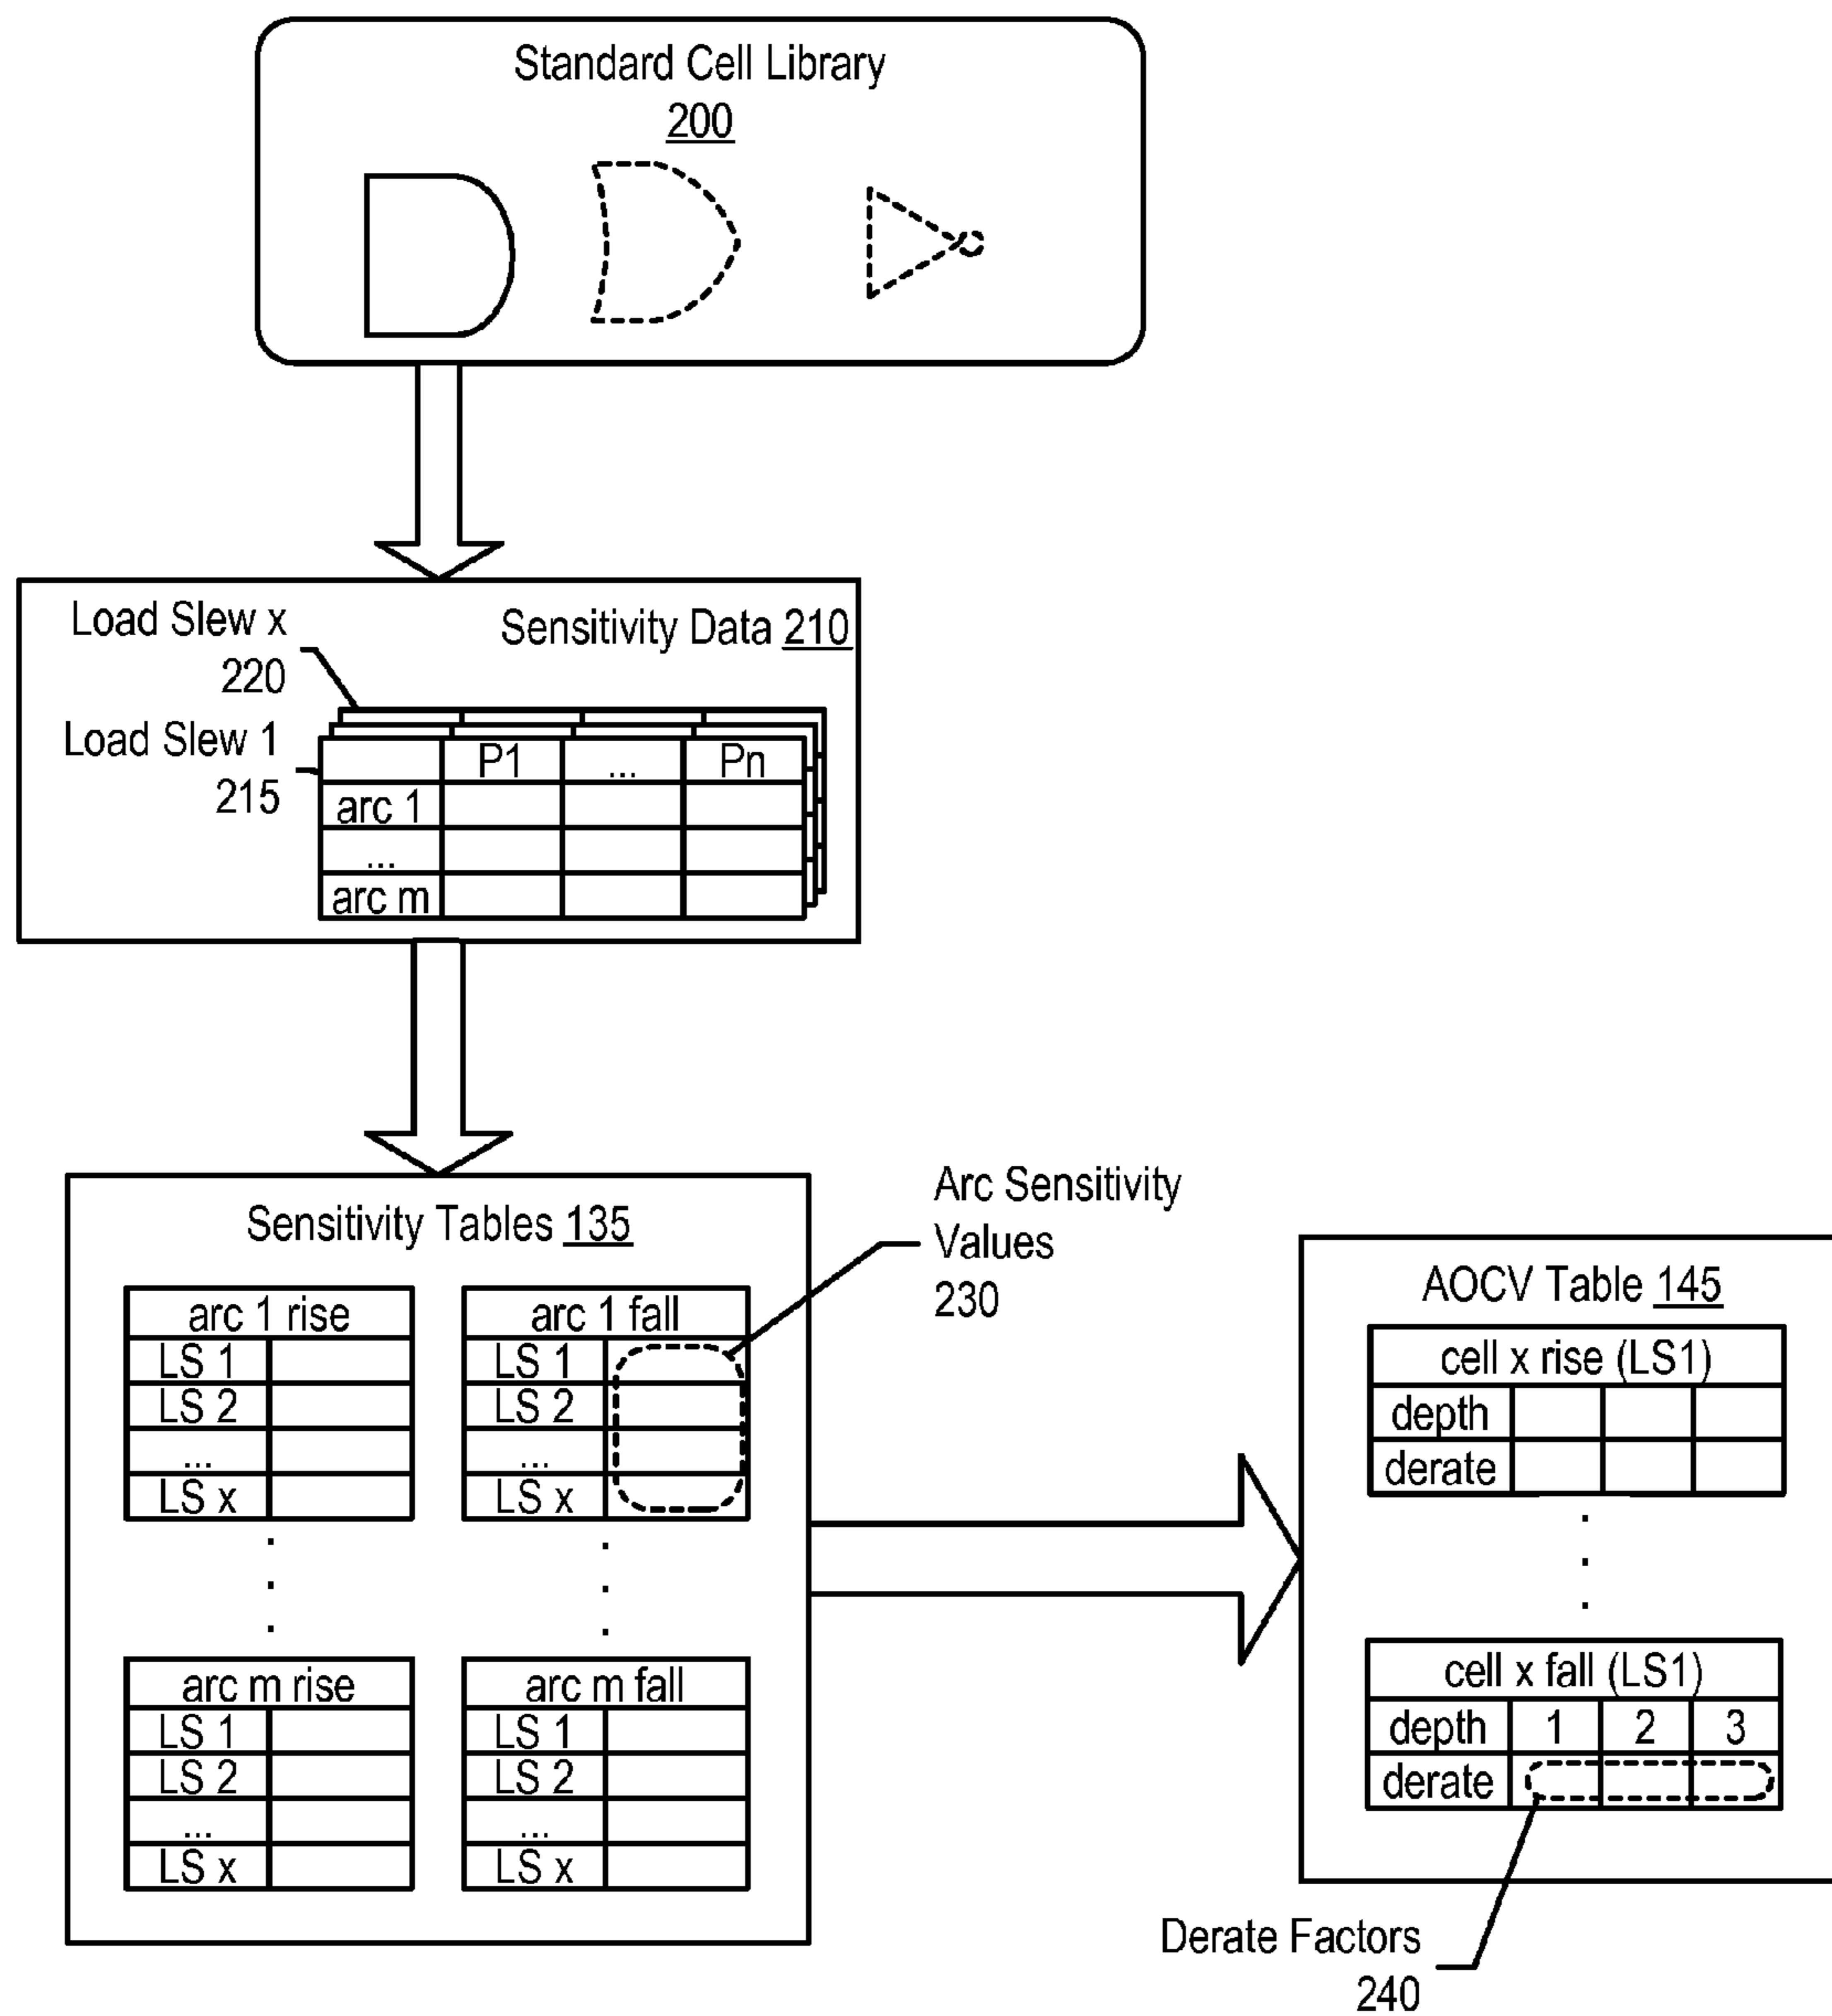 Standard Cell Library
200
Load Slew x
220
Sensitivity Data 210
Load Slew 1
215
P1 ... Pn
arc 1
...
arc m
Sensitivity Tables 135
arc 1 rise
LS 1
LS 2
...
LS x
arc 1 fall
LS 1
LS 2
...
LS x
arc m rise
LS 1
LS 2
...
LS x
arc m fall
LS 1
LS 2
...
LS x
Arc Sensitivity
Values
230
AOCV Table 145
cell x rise (LS1)
depth
derate
cell x fall (LS1)
depth 1 2 3
derate
Derate Factors
240